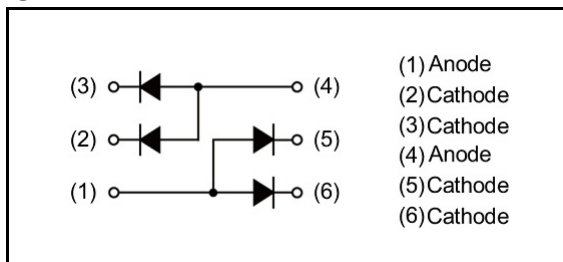 (3) (4) (1) Anode
(2)Cathode
(2) (5) (3)Cathode
(4)Anode
(1) (6) (5)Cathode
(6)Cathode